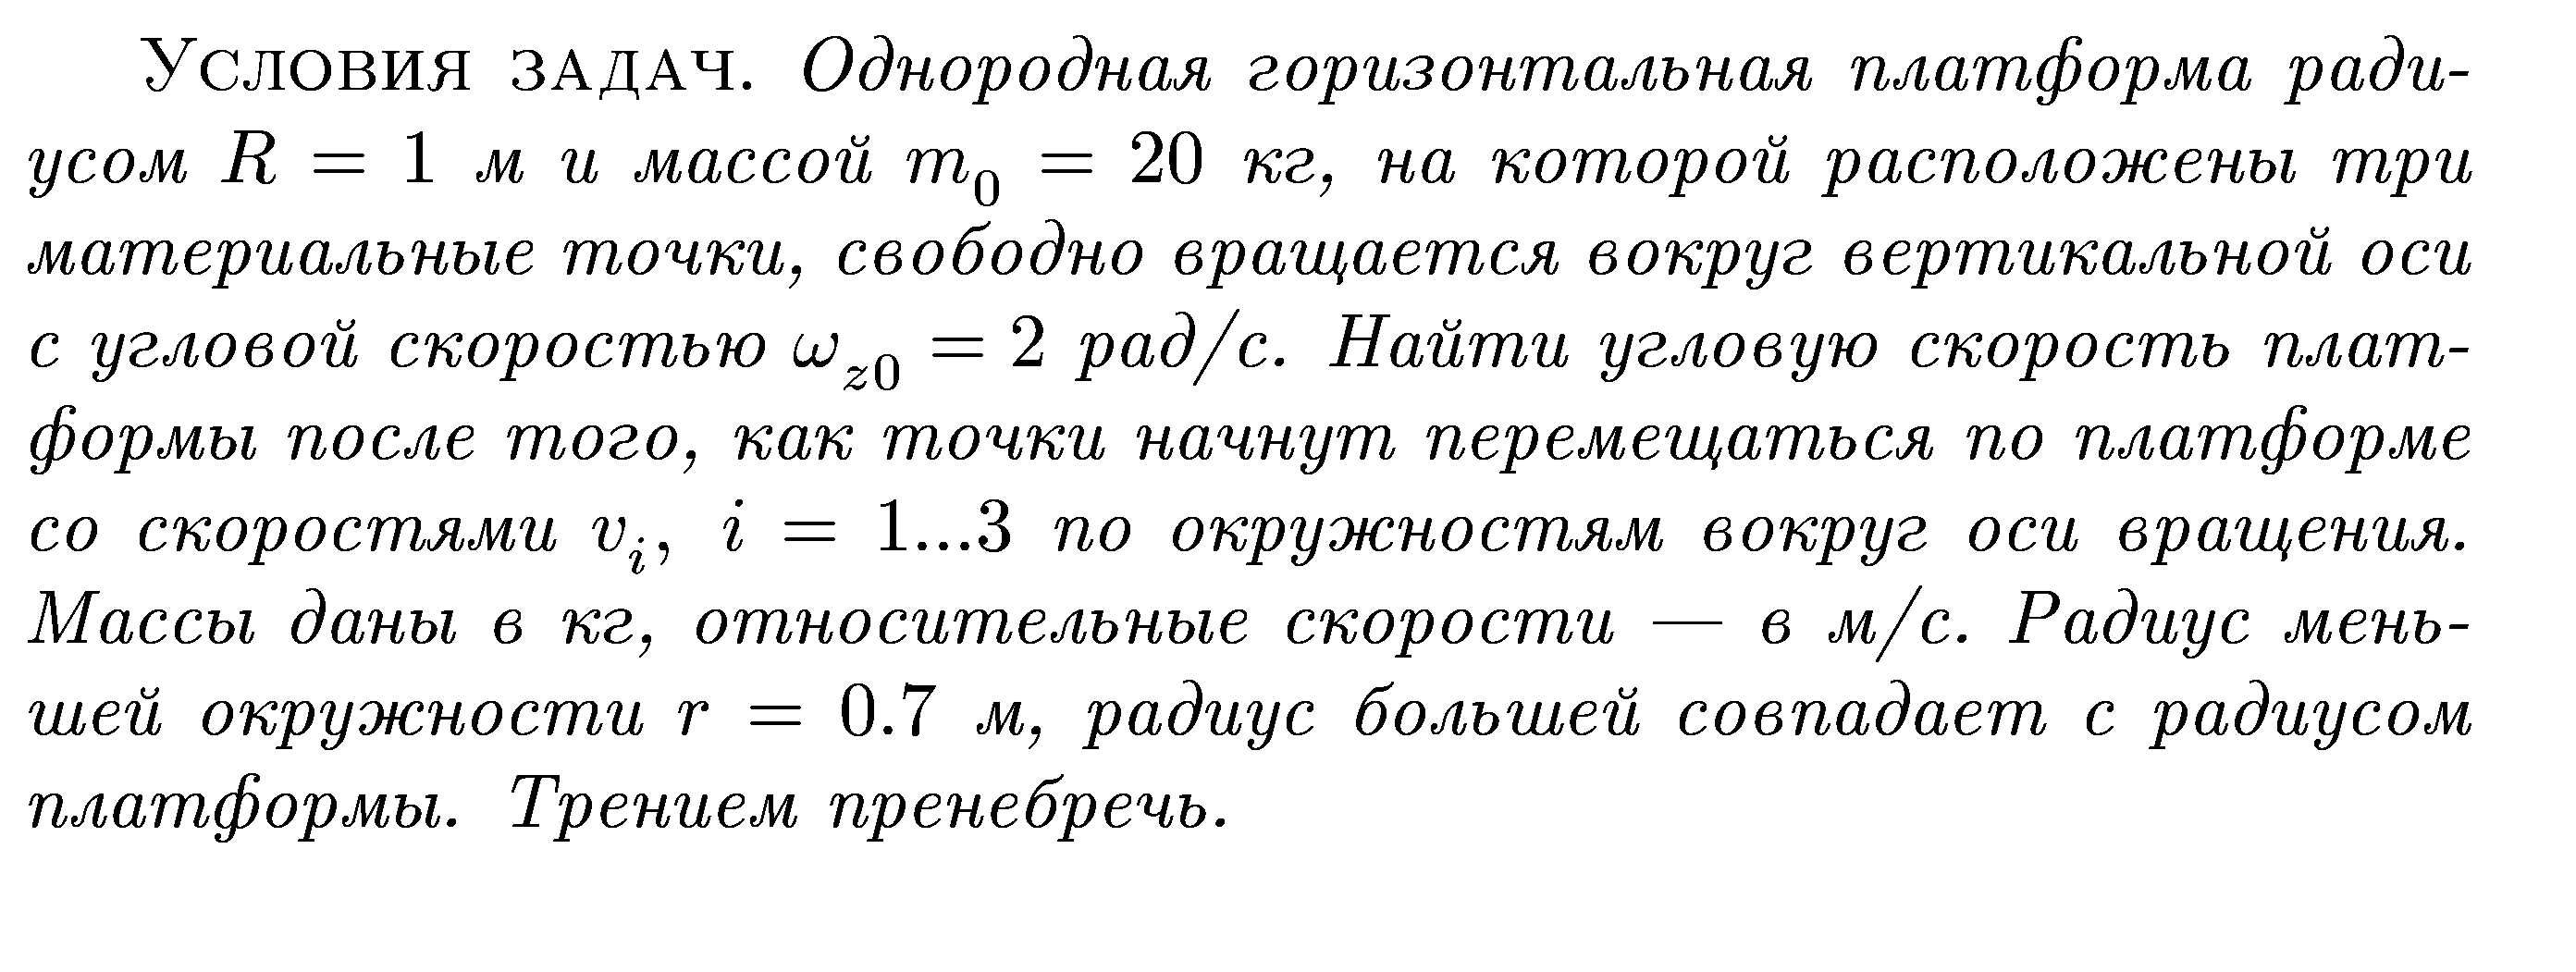 Условия задач. Однородная горизонтальная платформа ради-
усом R = 1 м и массой m₀ = 20 кг, на которой расположены три
материальные точки, свободно вращается вокруг вертикальной оси
с угловой скоростью ω_z0 = 2 рад/с. Найти угловую скорость плат-
формы после того, как точки начнут перемещаться по платформе
со скоростями v_i, i = 1...3 по окружностям вокруг оси вращения.
Массы даны в кг, относительные скорости — в м/с. Радиус мень-
шей окружности r = 0.7 м, радиус большей совпадает с радиусом
платформы. Трением пренебречь.